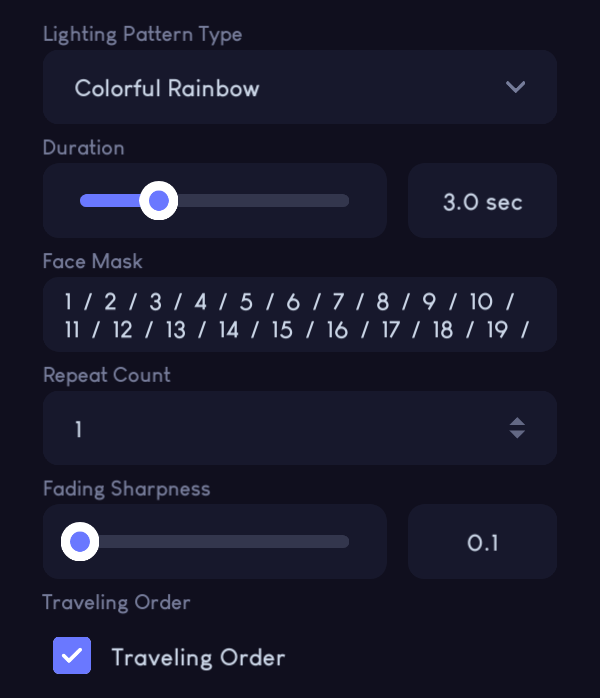 Lighting Pattern Type
Colorful Rainbow
Duration
3.0 sec
Face Mask
1 / 2 / 3 / 4 / 5 / 6 / 7 / 8 / 9 / 10 /
11 / 12 / 13 / 14 / 15 / 16 / 17 / 18 / 19 /
Repeat Count
1
Fading Sharpness
0.1
Traveling Order
Traveling Order